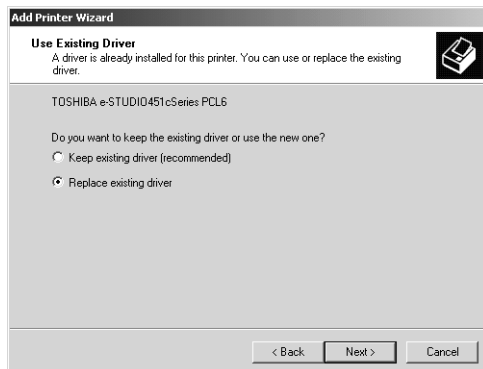 Add Printer Wizard
Use Existing Driver
A driver is already installed for this printer. You can use or replace the existing
driver.
TOSHIBA e-STUDIO451cSeries PCL6
Do you want to keep the existing driver or use the new one?
Keep existing driver (recommended)
Replace existing driver
< Back Next > Cancel